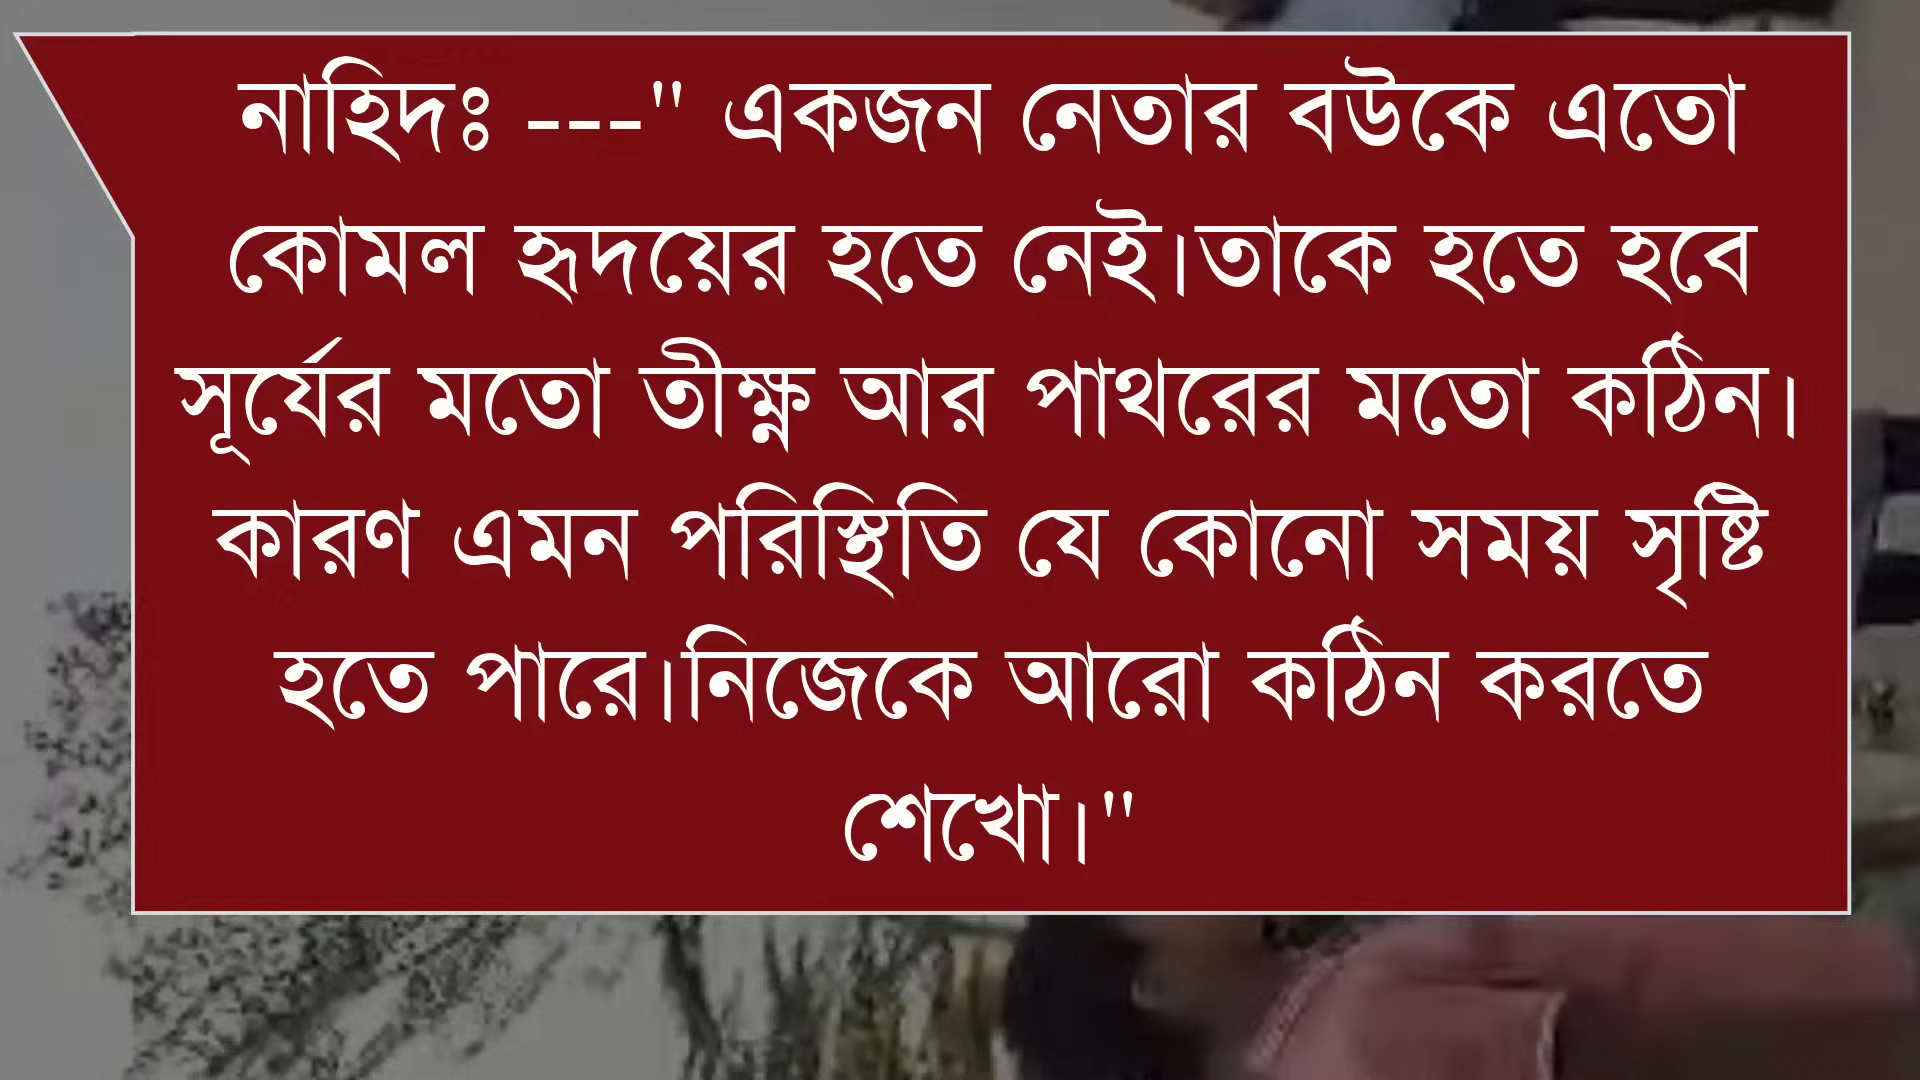 নাহিদঃ ---" একজন নেতার বউকে এতো
কোমল হৃদয়ের হতে নেই।তাকে হতে হবে
সূর্যের মতো তীক্ষ্ণ আর পাথরের মতো কঠিন।
কারণ এমন পরিস্থিতি যে কোনো সময় সৃষ্টি
হতে পারে।নিজেকে আরো কঠিন করতে
শেখো।"